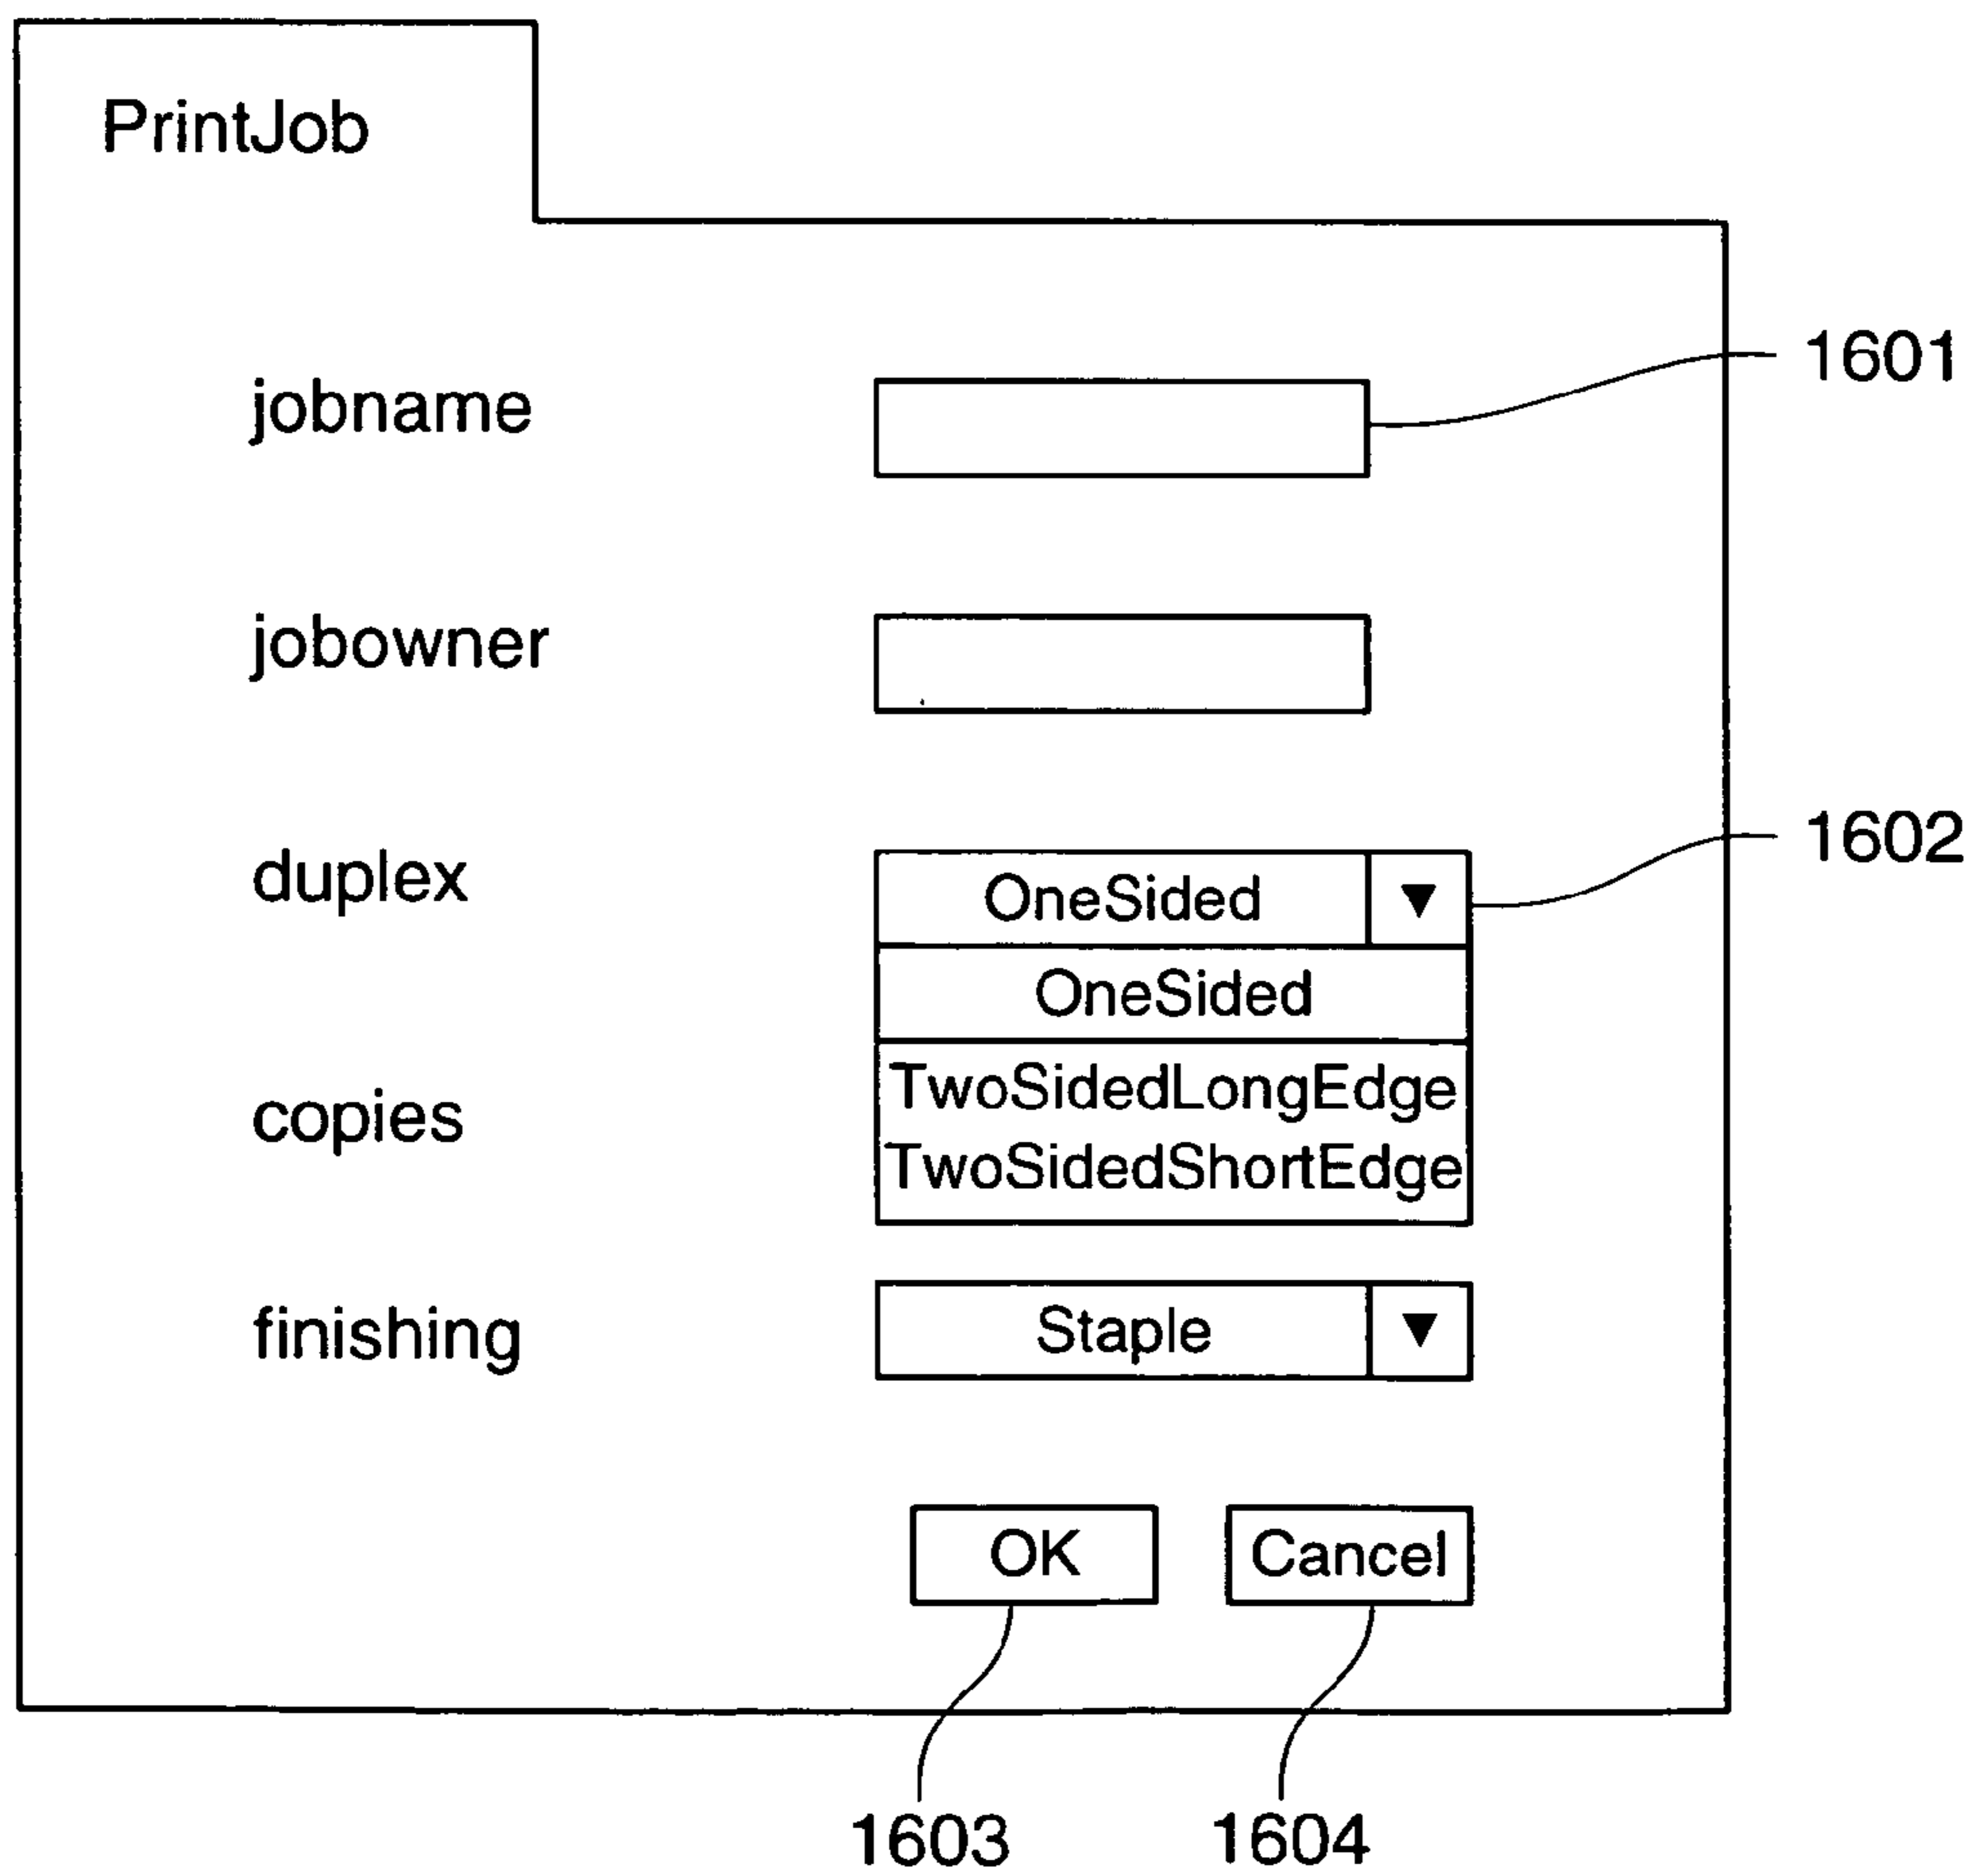 PrintJob
jobname
1601
jobowner
duplex
OneSided
▼
1602
OneSided
copies
TwoSidedLongEdge
TwoSidedShortEdge
finishing
Staple
▼
OK
Cancel
1603
1604